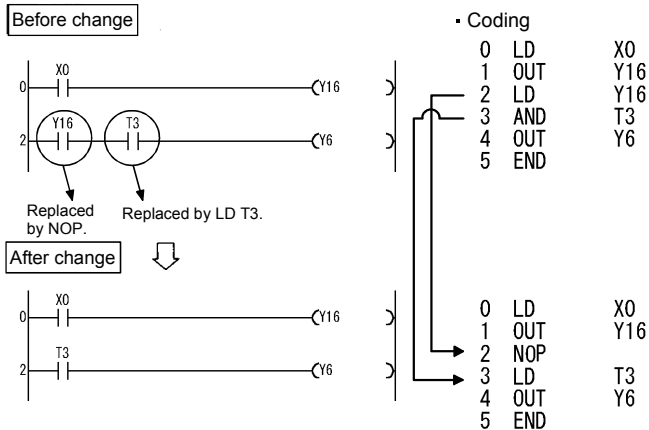 Before change
0 X0 Y16
2 Y16 T3 Y6
Replaced
by NOP.
Replaced by LD T3.
After change
0 X0 Y16
2 T3 Y6
▪ Coding
0 LD X0
1 OUT Y16
2 LD Y16
3 AND T3
4 OUT Y6
5 END
0 LD X0
1 OUT Y16
2 NOP
3 LD T3
4 OUT Y6
5 END